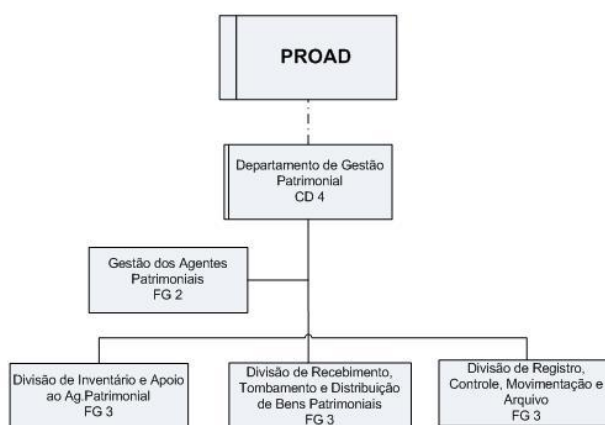 PROAD
Departamento de Gestão
Patrimonial
CD 4
Gestão dos Agentes
Patrimoniais
FG 2
Divisão de Inventário e Apoio
ao Ag.Patrimonial
FG 3
Divisão de Recebimento,
Tombamento e Distribuição
de Bens Patrimoniais
FG 3
Divisão de Registro,
Controle, Movimentação e
Arquivo
FG 3